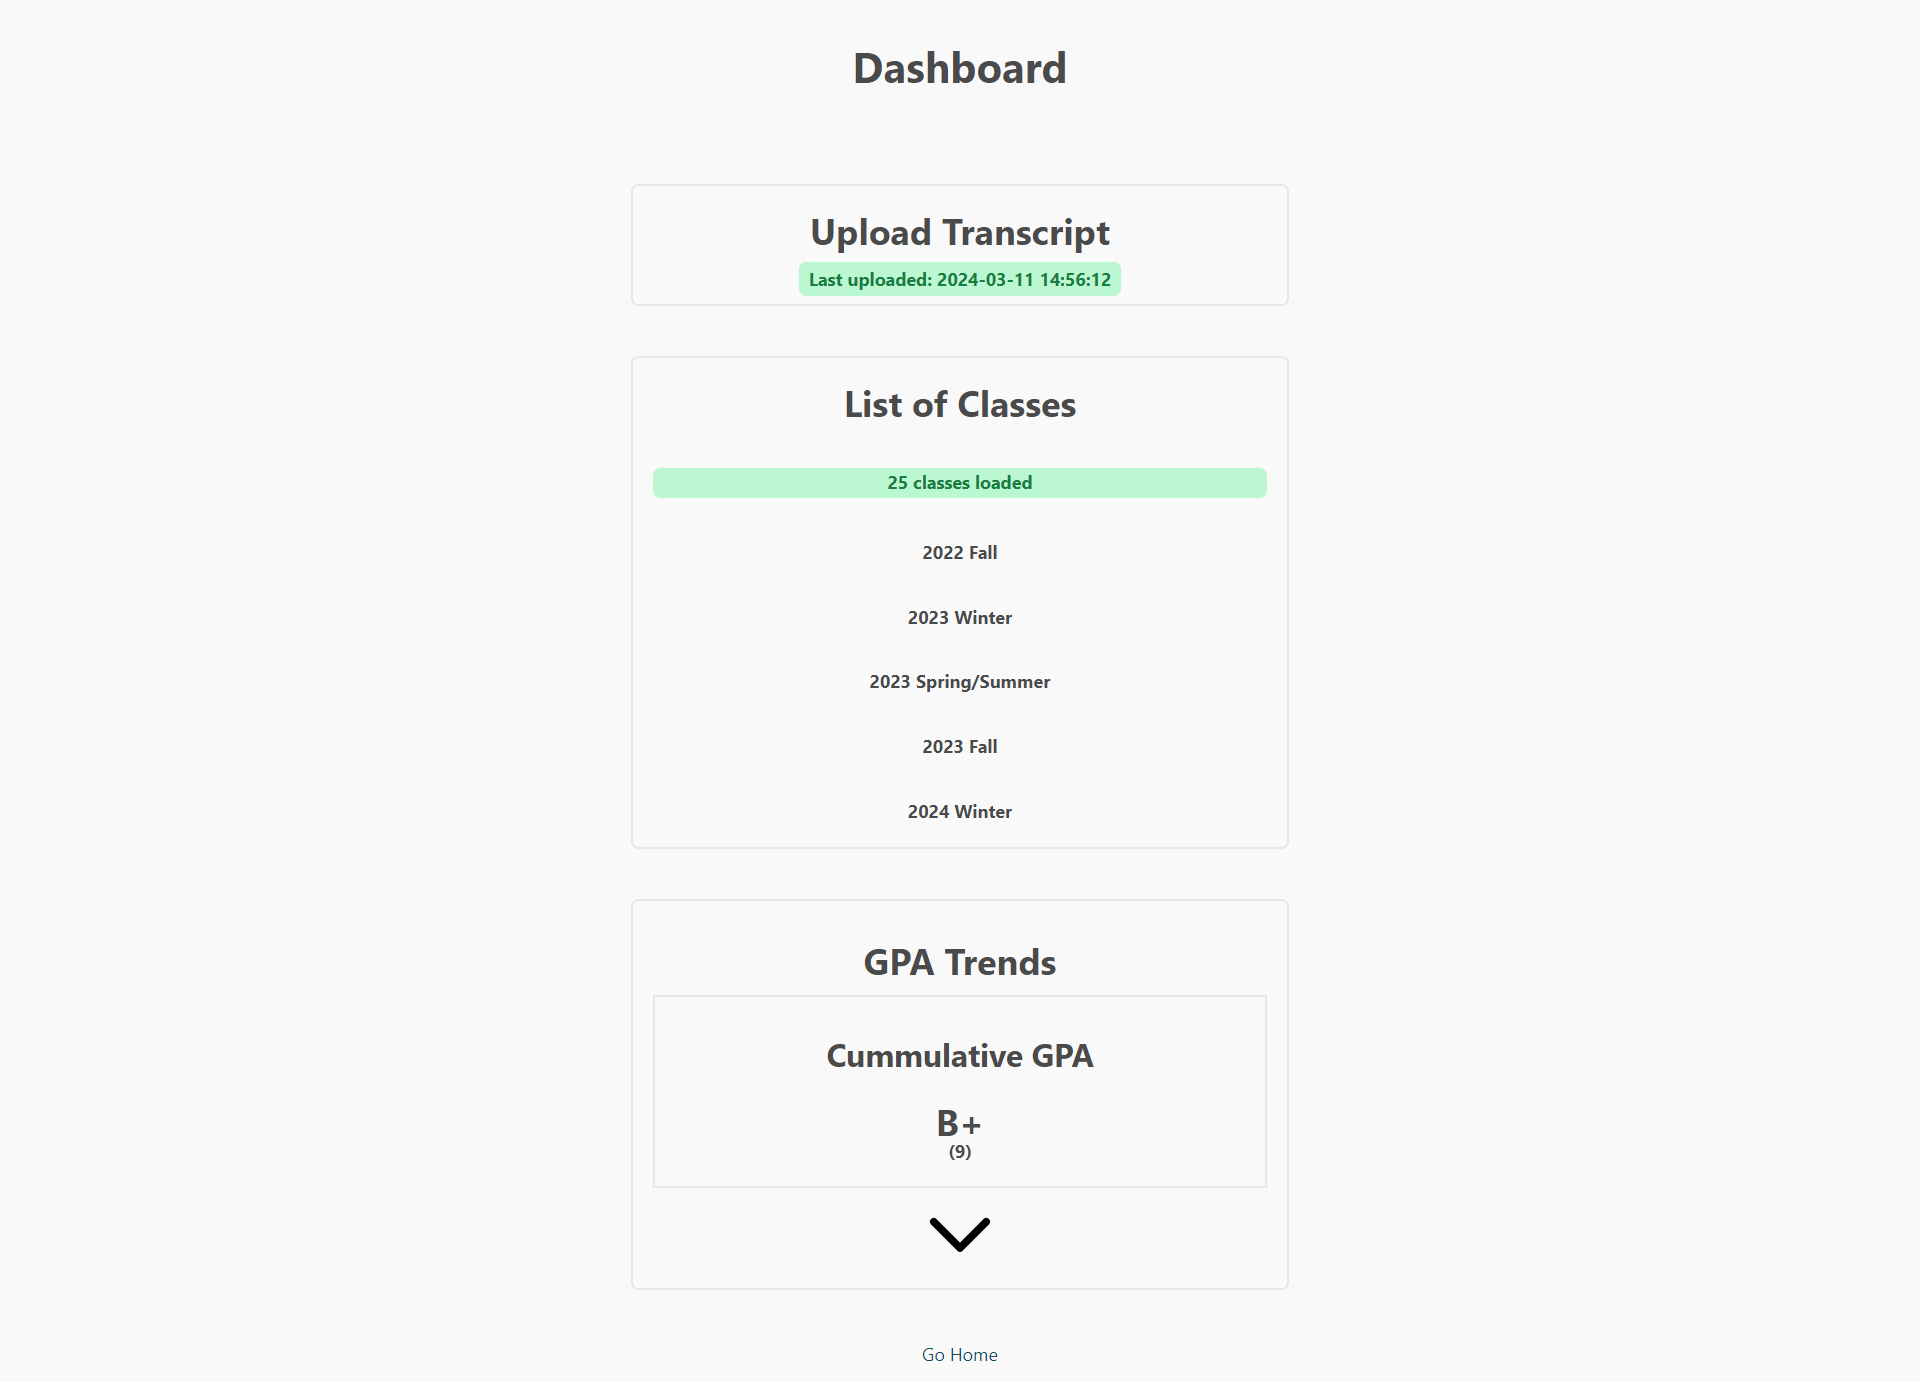 Dashboard
Upload Transcript
Last uploaded: 2024-03-11 14:56:12
List of Classes
25 classes loaded
2022 Fall
2023 Winter
2023 Spring/Summer
2023 Fall
2024 Winter
GPA Trends
Cummulative GPA
B+
(9)
Go Home